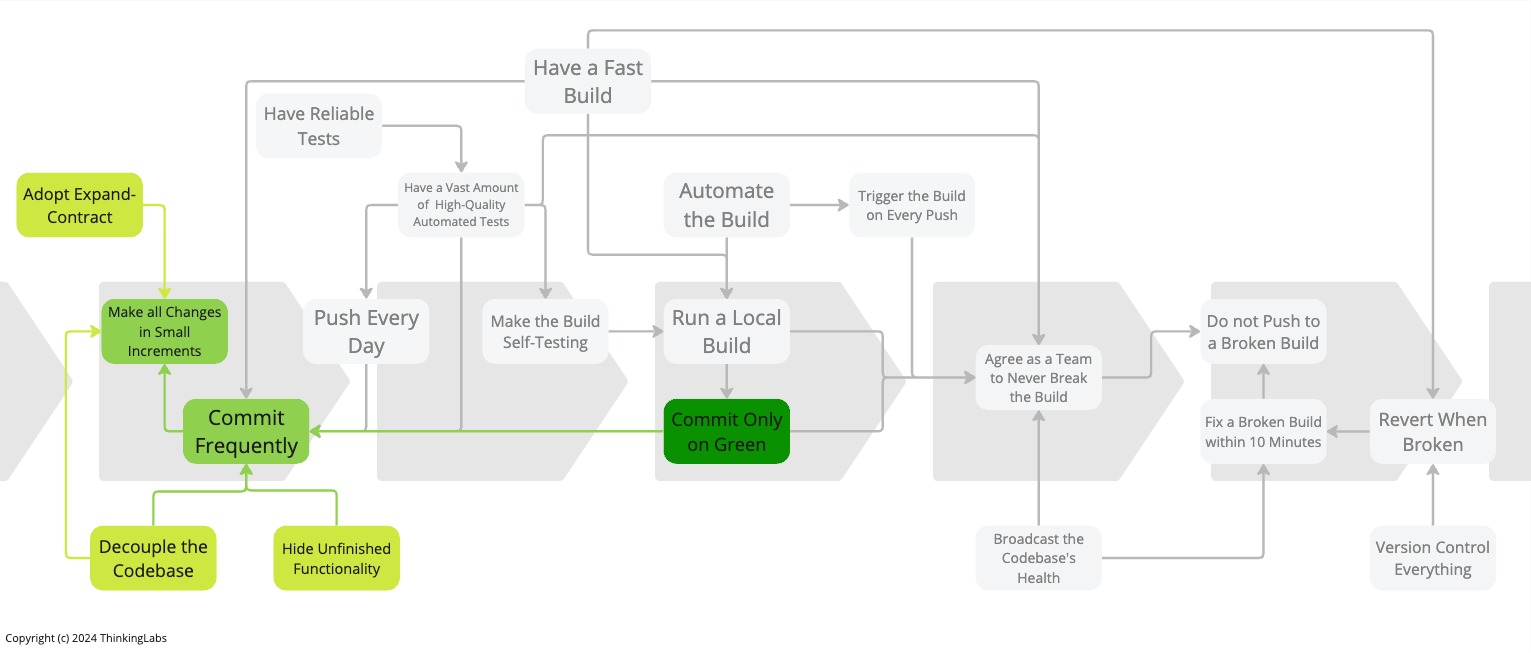 Have a Fast
Build
Have Reliable
Tests
Adopt Expand-
Contract
Have a Vast Amount
of High-Quality
Automated Tests
Automate
the Build
Trigger the Build
on Every Push
Make all Changes
in Small
Increments
Push Every
Day
Make the Build
Self-Testing
Run a Local
Build
Agree as a Team
to Never Break
the Build
Do not Push to
a Broken Build
Commit
Frequently
Commit Only
on Green
Fix a Broken Build
within 10 Minutes
Revert When
Broken
Decouple the
Codebase
Hide Unfinished
Functionality
Broadcast the
Codebase's
Health
Version Control
Everything
Copyright (c) 2024 ThinkingLabs